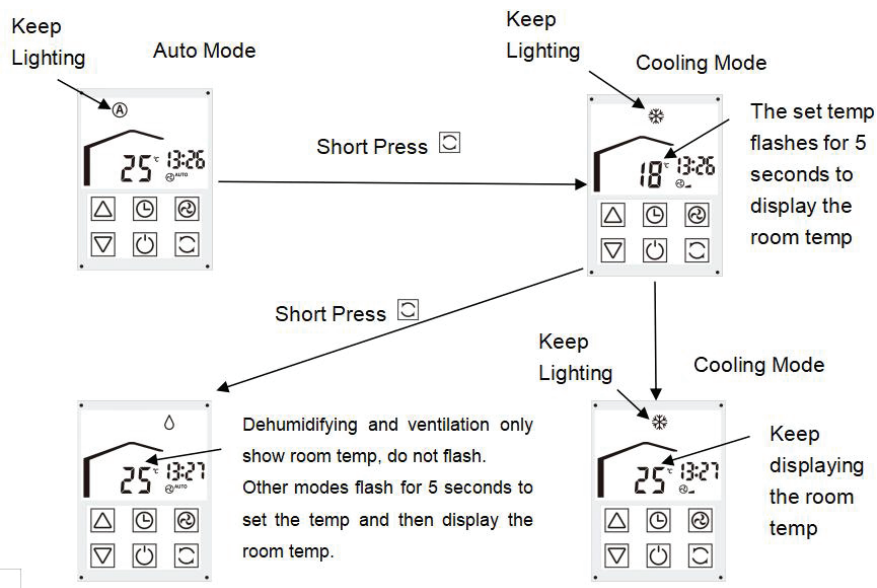 Keep
Lighting
Auto Mode
Ⓐ
25℃ 13:26
AUTO
Short Press
Keep
Lighting
Cooling Mode
18℃ 13:26
The set temp
flashes for 5
seconds to
display the
room temp
Short Press
25℃ 13:27
AUTO
Dehumidifying and ventilation only
show room temp, do not flash.
Other modes flash for 5 seconds to
set the temp and then display the
room temp.
Keep
Lighting
Cooling Mode
25℃ 13:27
Keep
displaying
the room
temp